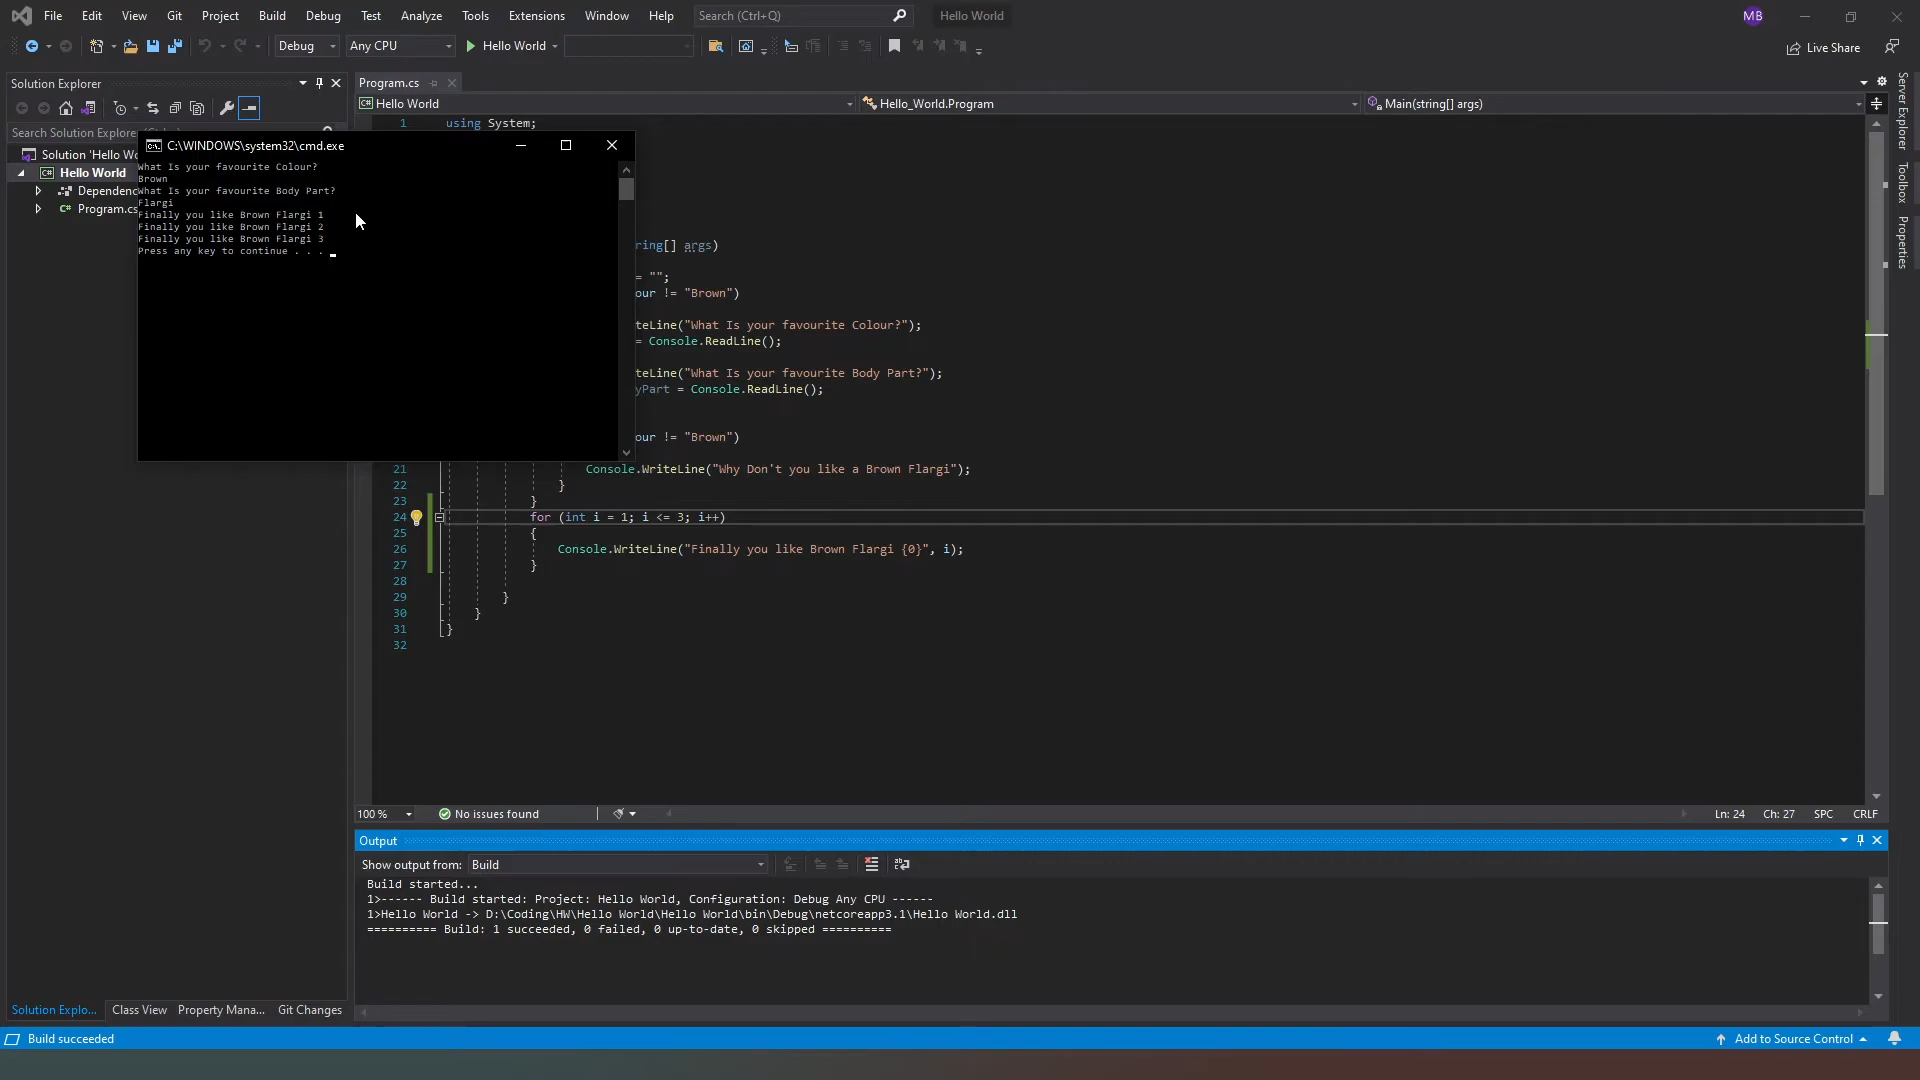 File Edit View Git Project Build Debug Test Analyze Tools Extensions Window Help Search (Ctrl+Q) Hello World MB
Debug Any CPU Hello World Live Share
Solution Explorer
Program.cs
Hello World Hello_World.Program Main(string[] args)
Search Solution Explorer
Server Explorer
Toolbox
Properties
Solution 'Hello Wo
Hello World
Dependenc
Program.cs
C:\WINDOWS\system32\cmd.exe
What Is your favourite Colour?
Brown
What Is your favourite Body Part?
Flargi
Finally you like Brown Flargi 1
Finally you like Brown Flargi 2
Finally you like Brown Flargi 3
Press any key to continue . . .
1 using System;
ring[] args)
= "";
our != "Brown")
teLine("What Is your favourite Colour?");
= Console.ReadLine();
teLine("What Is your favourite Body Part?");
yPart = Console.ReadLine();
our != "Brown")
21 Console.WriteLine("Why Don't you like a Brown Flargi");
22 }
23 }
24 for (int i = 1; i <= 3; i++)
25 {
26 Console.WriteLine("Finally you like Brown Flargi {0}", i);
27 }
28
29 }
30 }
31 }
32
100 % No issues found Ln: 24 Ch: 27 SPC CRLF
Output
Show output from: Build
Build started...
1>------ Build started: Project: Hello World, Configuration: Debug Any CPU ------
1>Hello World -> D:\Coding\HW\Hello World\Hello World\bin\Debug\netcoreapp3.1\Hello World.dll
========== Build: 1 succeeded, 0 failed, 0 up-to-date, 0 skipped ==========
Solution Explo... Class View Property Mana... Git Changes
Build succeeded Add to Source Control